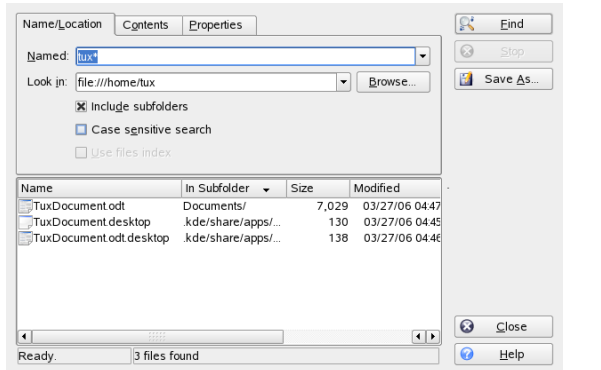 Name/Location Contents Properties
Named: tux*
Look in: file:///home/tux Browse...
Include subfolders
Case sensitive search
Use files index
Find
Stop
Save As...
Name In Subfolder Size Modified
TuxDocument.odt Documents/ 7,029 03/27/06 04:47
TuxDocument.desktop .kde/share/apps/... 130 03/27/06 04:45
TuxDocument.odt.desktop .kde/share/apps/... 138 03/27/06 04:46
Close
Ready. 3 files found
Help